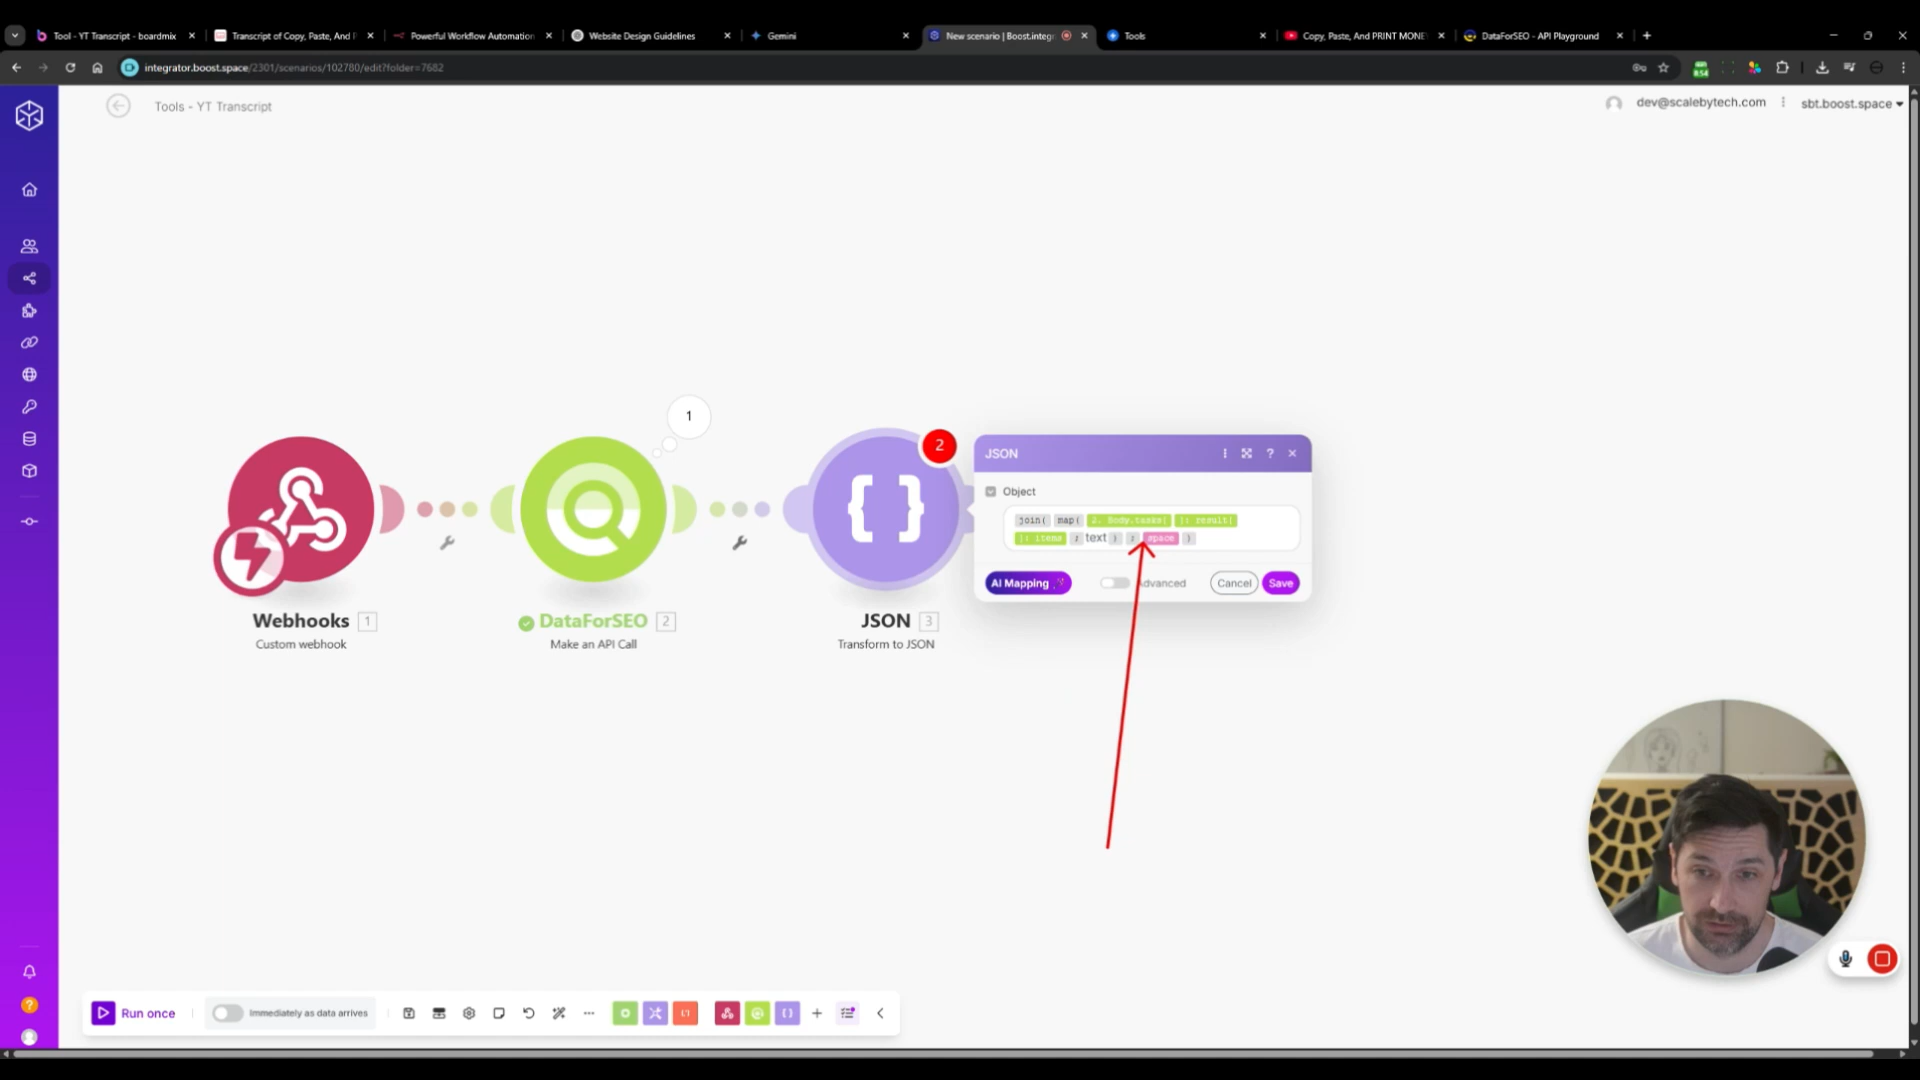 Tool - YT Transcript - boardmix
Transcript of Copy, Paste, And P
Powerful Workflow Automation
Website Design Guidelines
Gemini
New scenario | Boost.integ
Tools
Copy, Paste, And PRINT MONE
DataForSEO - API Playground
integrator.boost.space/2301/scenarios/102780/edit?folder=7682
8:54
Tools - YT Transcript
dev@scalebytech.com
sbt.boost.space
1
2
JSON
Object
join( map( 2. Body.tasks[ ]: result[
]: items ; text ) ; space )
AI Mapping
Advanced
Cancel
Save
Webhooks 1
Custom webhook
DataForSEO 2
Make an API Call
JSON 3
Transform to JSON
Run once
Immediately as data arrives